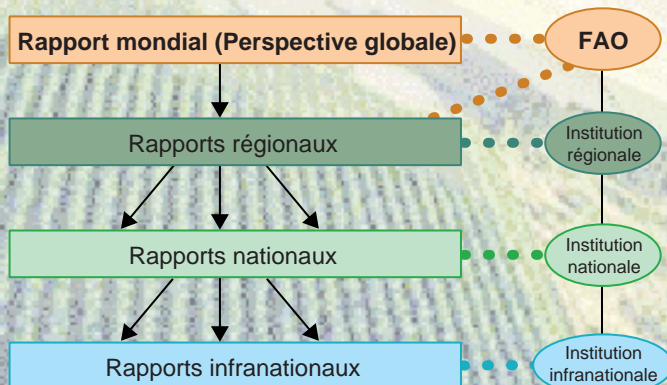 Rapport mondial (Perspective globale)
FAO
Rapports régionaux
Institution
régionale
Rapports nationaux
Institution
nationale
Rapports infranationaux
Institution
infranationale